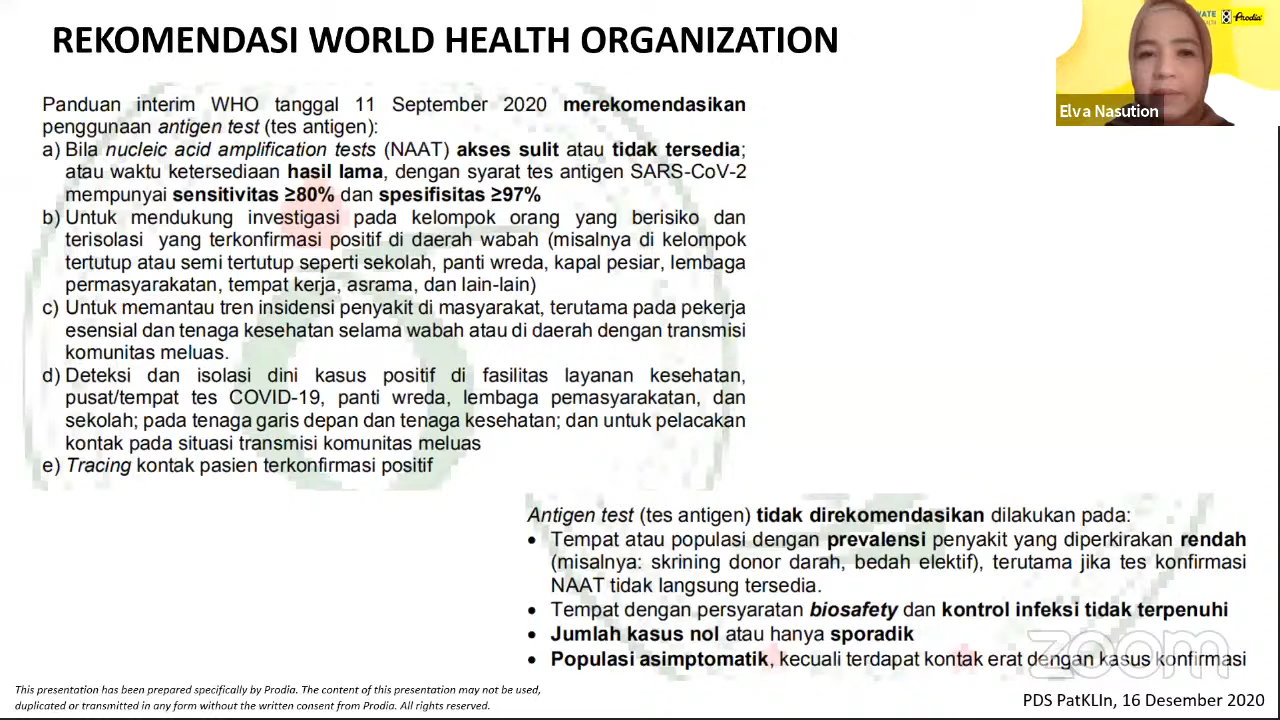 REKOMENDASI WORLD HEALTH ORGANIZATION
Prodia
Elva Nasution
Panduan interim WHO tanggal 11 September 2020 merekomendasikan
penggunaan antigen test (tes antigen):
a) Bila nucleic acid amplification tests (NAAT) akses sulit atau tidak tersedia;
atau waktu ketersediaan hasil lama, dengan syarat tes antigen SARS-CoV-2
mempunyai sensitivitas ≥80% dan spesifisitas ≥97%
b) Untuk mendukung investigasi pada kelompok orang yang berisiko dan
terisolasi yang terkonfirmasi positif di daerah wabah (misalnya di kelompok
tertutup atau semi tertutup seperti sekolah, panti wreda, kapal pesiar, lembaga
permasyarakatan, tempat kerja, asrama, dan lain-lain)
c) Untuk memantau tren insidensi penyakit di masyarakat, terutama pada pekerja
esensial dan tenaga kesehatan selama wabah atau di daerah dengan transmisi
komunitas meluas.
d) Deteksi dan isolasi dini kasus positif di fasilitas layanan kesehatan,
pusat/tempat tes COVID-19, panti wreda, lembaga pemasyarakatan, dan
sekolah; pada tenaga garis depan dan tenaga kesehatan; dan untuk pelacakan
kontak pada situasi transmisi komunitas meluas
e) Tracing kontak pasien terkonfirmasi positif
Antigen test (tes antigen) tidak direkomendasikan dilakukan pada:
• Tempat atau populasi dengan prevalensi penyakit yang diperkirakan rendah
(misalnya: skrining donor darah, bedah elektif), terutama jika tes konfirmasi
NAAT tidak langsung tersedia.
• Tempat dengan persyaratan biosafety dan kontrol infeksi tidak terpenuhi
• Jumlah kasus nol atau hanya sporadik
• Populasi asimptomatik, kecuali terdapat kontak erat dengan kasus konfirmasi
zoom
This presentation has been prepared specifically by Prodia. The content of this presentation may not be used,
duplicated or transmitted in any form without the written consent from Prodia. All rights reserved.
PDS PatKLIn, 16 Desember 2020